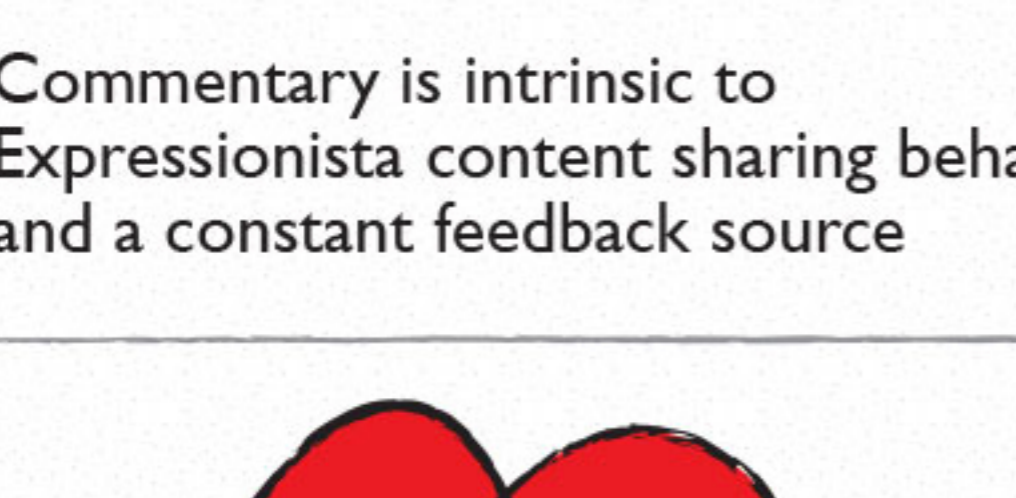 Commentary is intrinsic to
Expressionista content sharing
and a constant feedback source